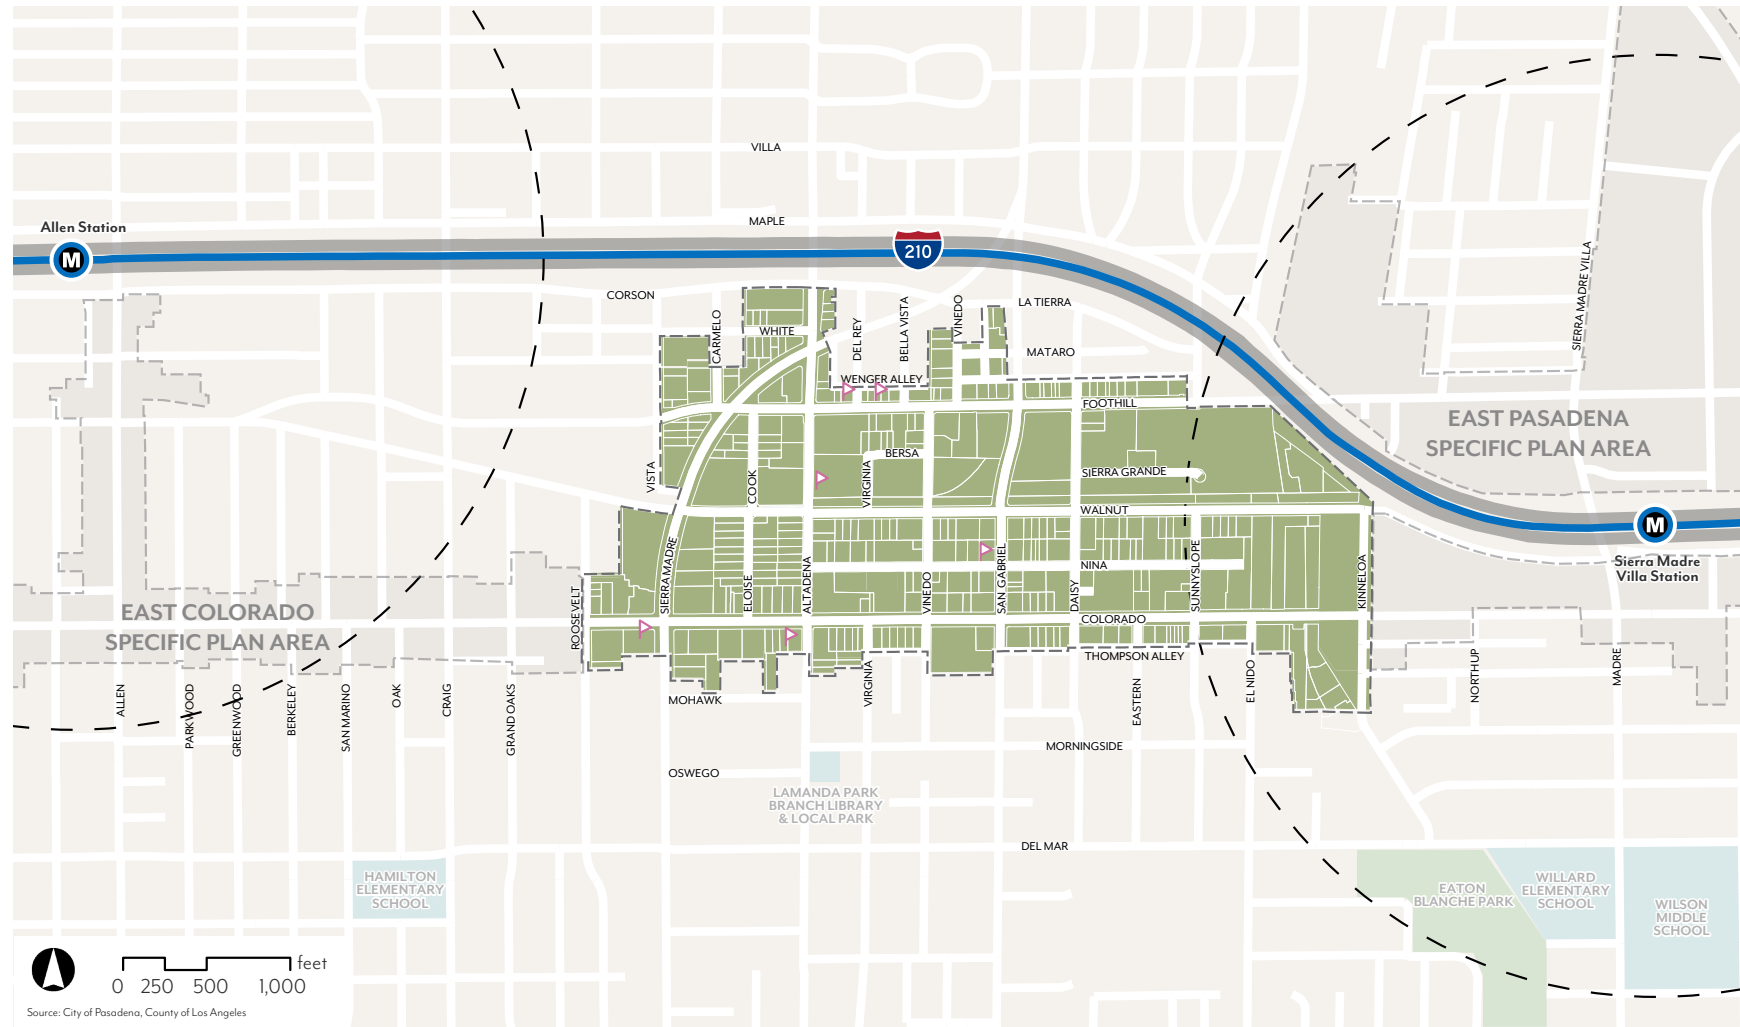 VILLA
MAPLE
Allen Station
M
210
CORSON
CARMELO
WHITE
DEL REY
BELLA VISTA
VINEDO
LA TIERRA
MATARO
SIERRA MADRE VILLA
WENGER ALLEY
FOOTHILL
EAST PASADENA
SPECIFIC PLAN AREA
BERSA
VISTA
COOK
VIRGINIA
SIERRA GRANDE
WALNUT
M
Sierra Madre
Villa Station
SIERRA MADRE
ELOISE
ALTADENA
VINEDO
SAN GABRIEL
NINA
DAISY
SUNNYSLOPE
KINNELOA
ROOSEVELT
COLORADO
EAST COLORADO
SPECIFIC PLAN AREA
THOMPSON ALLEY
ALLEN
PARKWOOD
GREENWOOD
BERKELEY
SAN MARINO
OAK
CRAIG
GRAND OAKS
MOHAWK
VIRGINIA
EASTERN
EL NIDO
NORTHUP
MADRE
MORNINGSIDE
OSWEGO
LAMANDA PARK
BRANCH LIBRARY
& LOCAL PARK
DEL MAR
HAMILTON
ELEMENTARY
SCHOOL
EATON
BLANCHE PARK
WILLARD
ELEMENTARY
SCHOOL
WILSON
MIDDLE
SCHOOL
feet
0 250 500 1,000
Source: City of Pasadena, County of Los Angeles